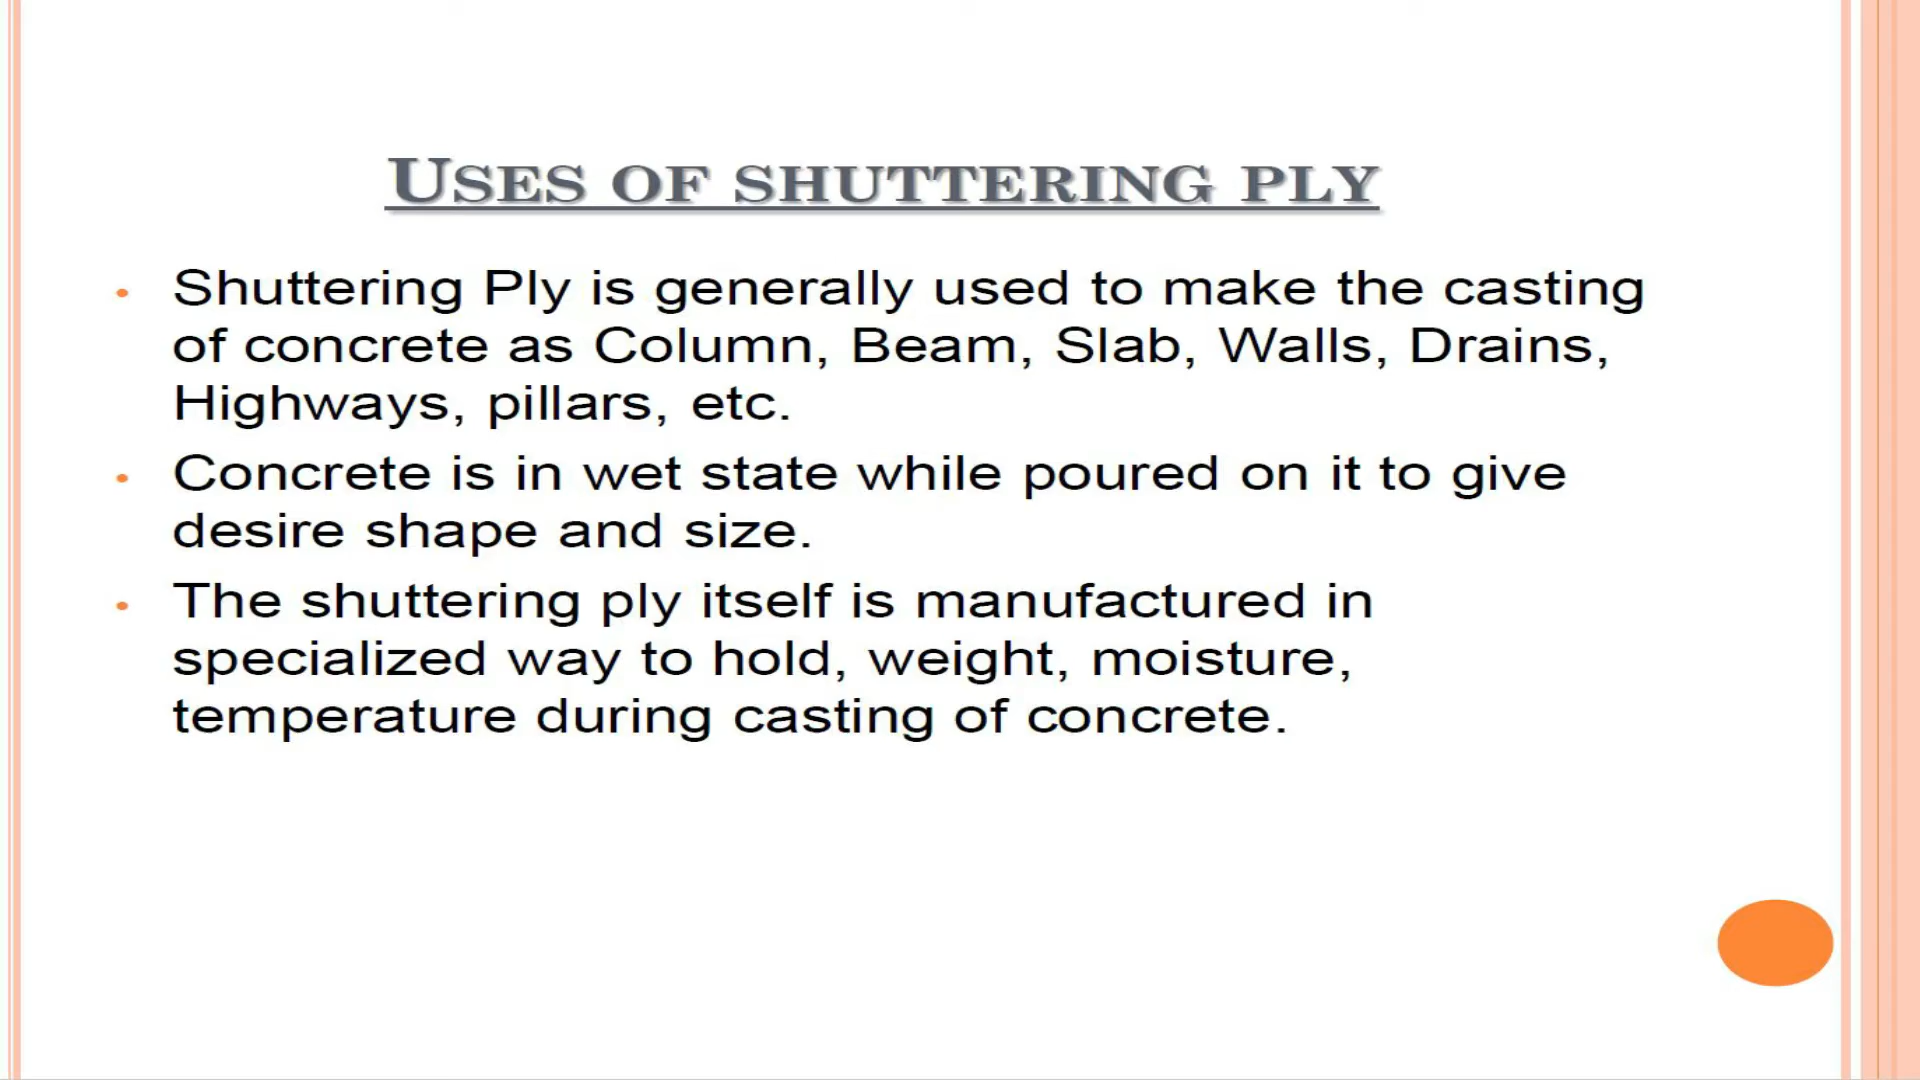 Uses of shuttering ply
• Shuttering Ply is generally used to make the casting
of concrete as Column, Beam, Slab, Walls, Drains,
Highways, pillars, etc.
• Concrete is in wet state while poured on it to give
desire shape and size.
• The shuttering ply itself is manufactured in
specialized way to hold, weight, moisture,
temperature during casting of concrete.